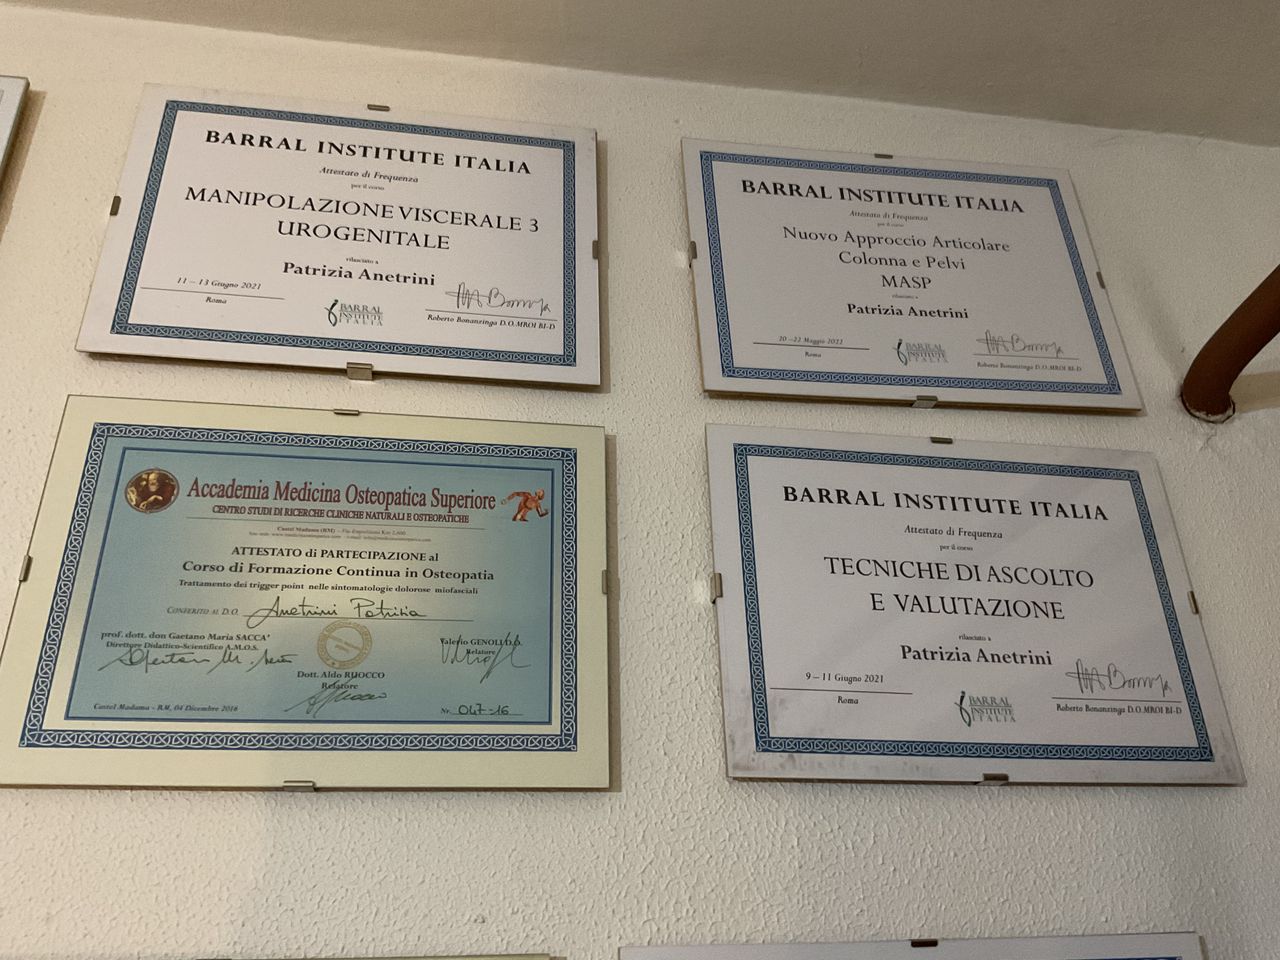 BARRAL INSTITUTE ITALIA
Attestato di Frequenza
per il corso
MANIPOLAZIONE VISCERALE 3
UROGENITALE
rilasciato a
Patrizia Anetrini
11 – 13 Giugno 2021
Roma
BARRAL
INSTITUTE
ITALIA
Roberto Bonanzinga D.O.MROI BI-D
BARRAL INSTITUTE ITALIA
Attestato di Frequenza
per il corso
Nuovo Approccio Articolare
Colonna e Pelvi
MASP
rilasciato a
Patrizia Anetrini
20 –22 Maggio 2022
Roma
BARRAL
INSTITUTE
ITALIA
Roberto Bonanzinga D.O.MROI BI-D
Accademia Medicina Osteopatica Superiore
CENTRO STUDI DI RICERCHE CLINICHE NATURALI E OSTEOPATICHE
Castel Madama (RM)
ATTESTATO di PARTECIPAZIONE al
Corso di Formazione Continua in Osteopatia
Trattamento dei trigger point nelle sintomatologie dolorose miofasciali
CONFERITO AL D.O. Anetrini Patrizia
prof. dott. don Gaetano Maria SACCA'
Direttore Didattico-Scientifico A.M.O.S.
Valerio GENOLI D.O.
Relatore
Dott. Aldo RUOCCO
Relatore
Castel Madama - RM, 04 Dicembre 2016
Nr. 047-16
BARRAL INSTITUTE ITALIA
Attestato di Frequenza
per il corso
TECNICHE DI ASCOLTO
E VALUTAZIONE
rilasciato a
Patrizia Anetrini
9 – 11 Giugno 2021
Roma
BARRAL
INSTITUTE
ITALIA
Roberto Bonanzinga D.O.MROI BI-D